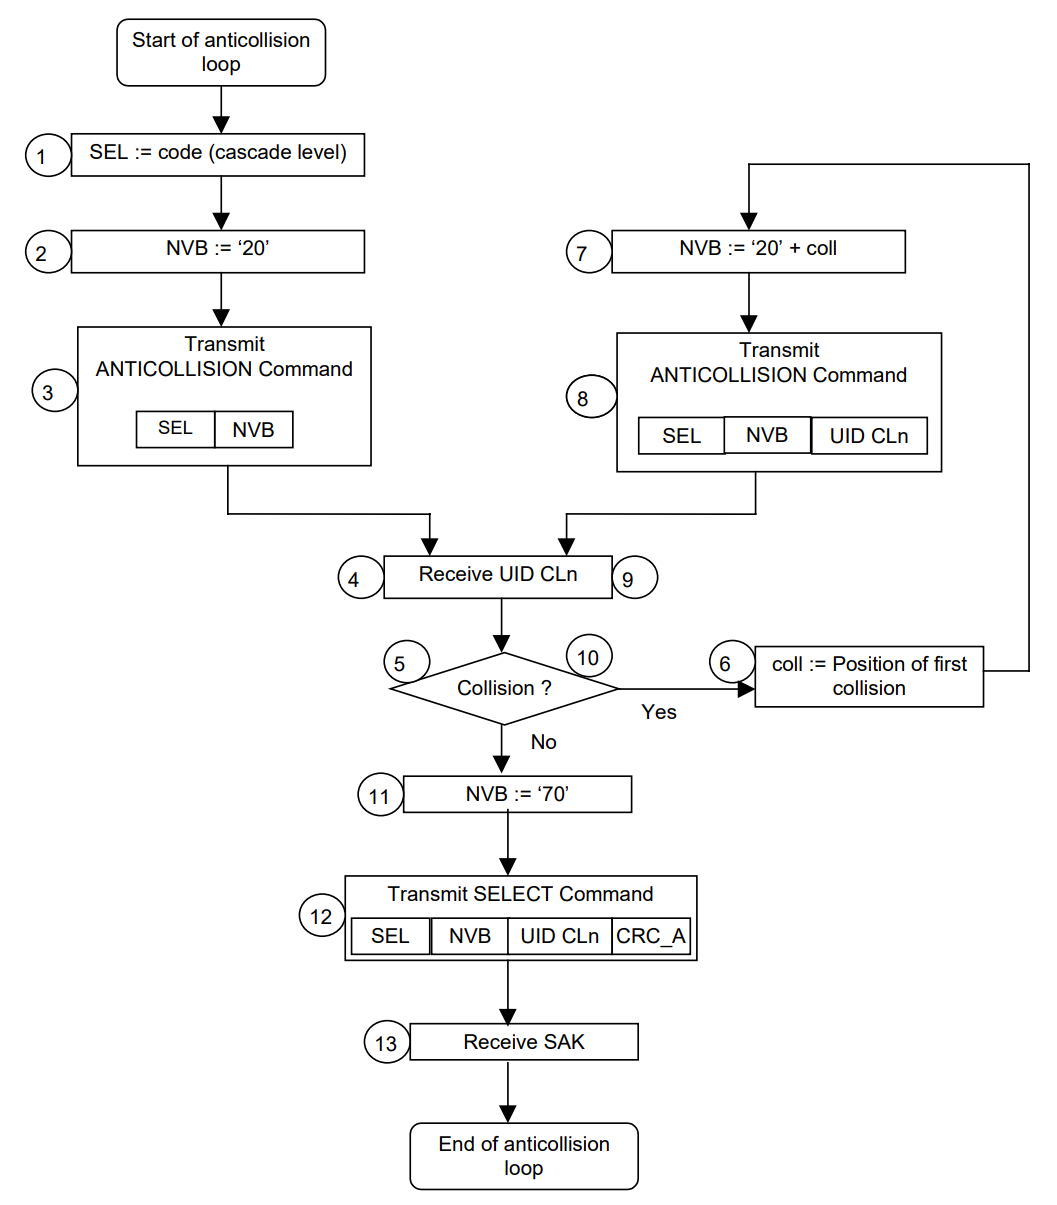 Start of anticollision
loop
1
SEL := code (cascade level)
2
NVB := ‘20’
3
Transmit
ANTICOLLISION Command
SEL
NVB
7
NVB := ‘20’ + coll
8
Transmit
ANTICOLLISION Command
SEL
NVB
UID CLn
4
Receive UID CLn
9
5
Collision ?
10
Yes
No
6
coll := Position of first
collision
11
NVB := ‘70’
12
Transmit SELECT Command
SEL
NVB
UID CLn
CRC_A
13
Receive SAK
End of anticollision
loop